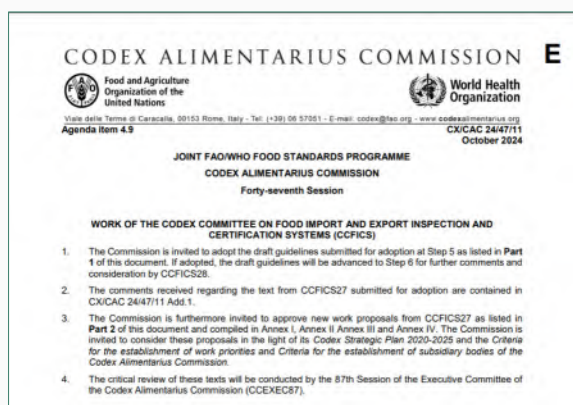 CODEX ALIMENTARIUS COMMISSION E
Food and Agriculture
Organization of the
United Nations
World Health
Organization
Viale delle Terme di Caracalla, 00153 Rome, Italy - Tel: (+39) 06 57051 - E-mail: codex@fao.org - www.codexalimentarius.org
Agenda Item 4.9 CX/CAC 24/47/11
October 2024
JOINT FAO/WHO FOOD STANDARDS PROGRAMME
CODEX ALIMENTARIUS COMMISSION
Forty-seventh Session
WORK OF THE CODEX COMMITTEE ON FOOD IMPORT AND EXPORT INSPECTION AND
CERTIFICATION SYSTEMS (CCFICS)
1. The Commission is invited to adopt the draft guidelines submitted for adoption at Step 5 as listed in Part
1 of this document. If adopted, the draft guidelines will be advanced to Step 6 for further comments and
consideration by CCFICS28.
2. The comments received regarding the text from CCFICS27 submitted for adoption are contained in
CX/CAC 24/47/11 Add.1.
3. The Commission is furthermore invited to approve new work proposals from CCFICS27 as listed in
Part 2 of this document and compiled in Annex I, Annex II Annex III and Annex IV. The Commission is
invited to consider these proposals in the light of its Codex Strategic Plan 2020-2025 and the Criteria
for the establishment of work priorities and Criteria for the establishment of subsidiary bodies of the
Codex Alimentarius Commission.
4. The critical review of these texts will be conducted by the 87th Session of the Executive Committee of
the Codex Alimentarius Commission (CCEXEC87).